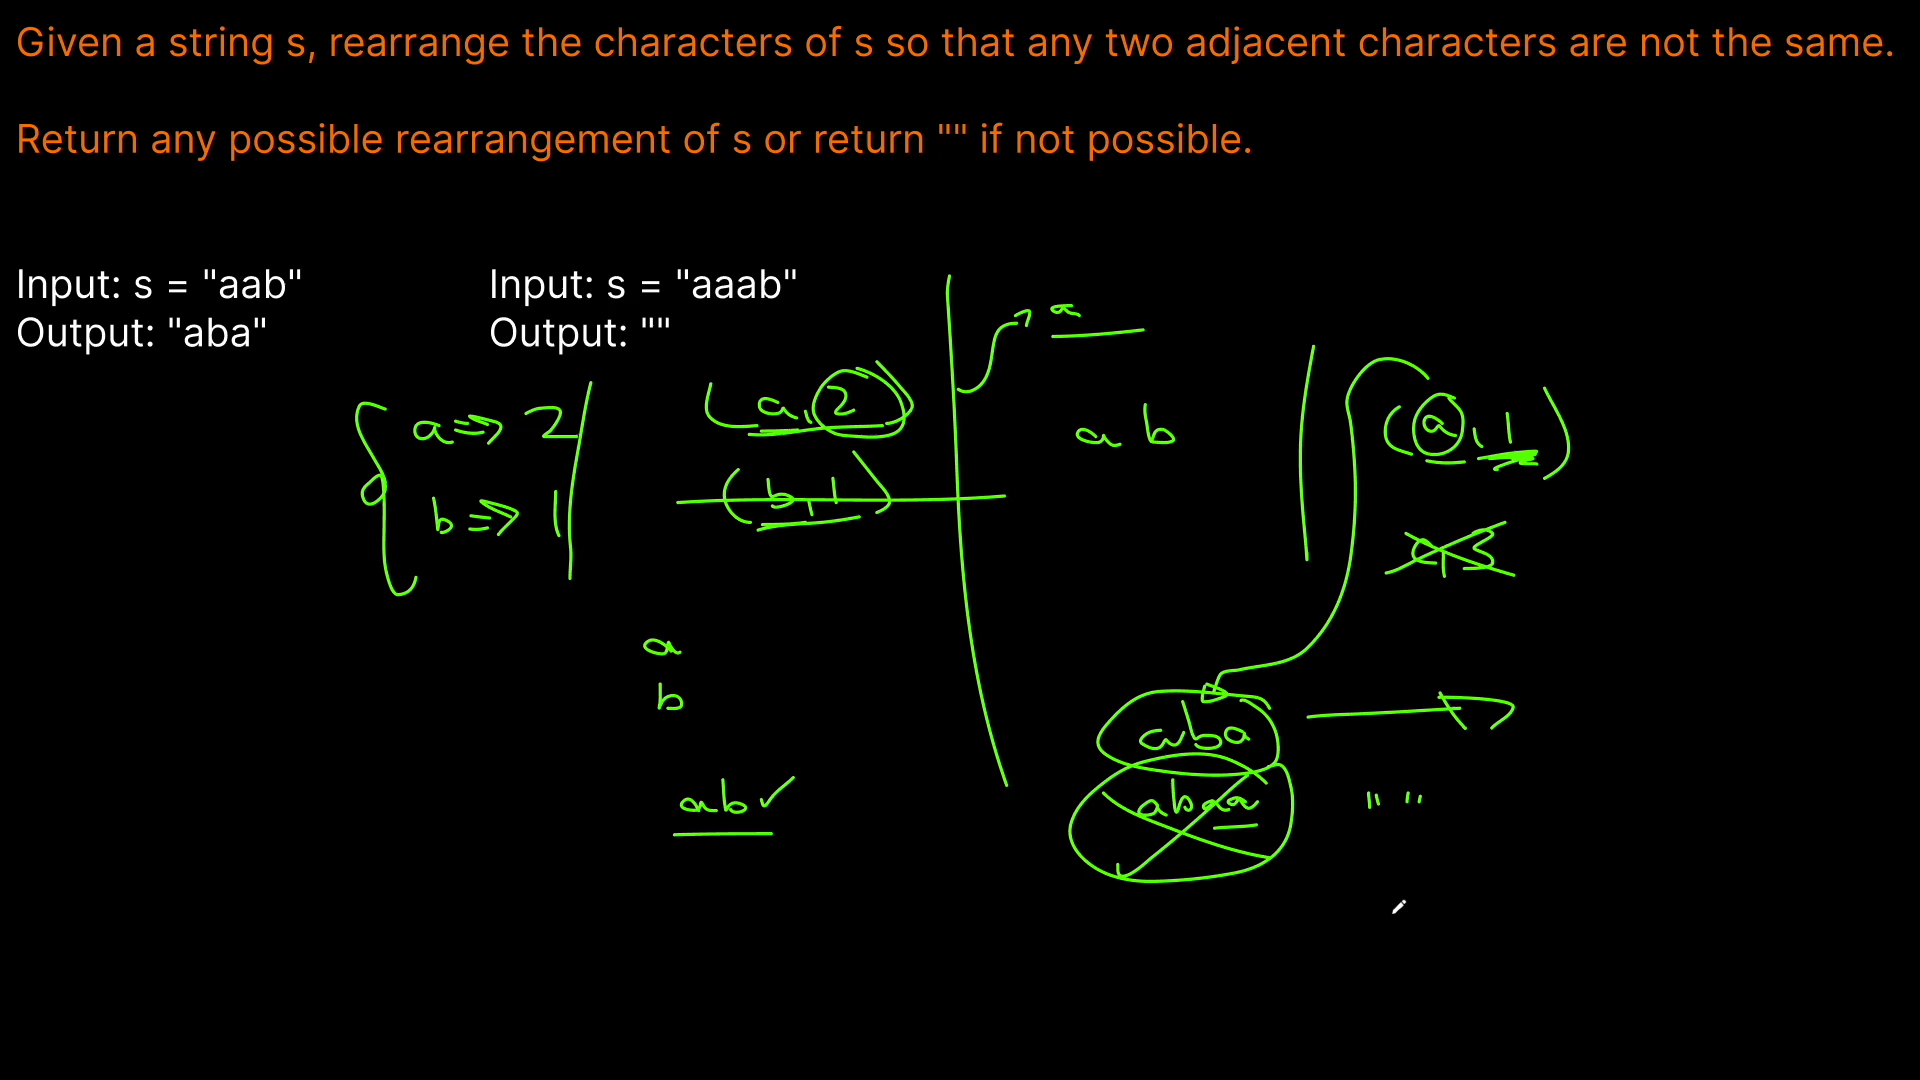 Given a string s, rearrange the characters of s so that any two adjacent characters are not the same.
Return any possible rearrangement of s or return "" if not possible.
Input: s = "aab"
Output: "aba"
Input: s = "aaab"
Output: ""
a => 2
b => 1
(a, 2)
(b, 1)
a
a b
(a, 1)
a
b
ab
aba
abaa
" "